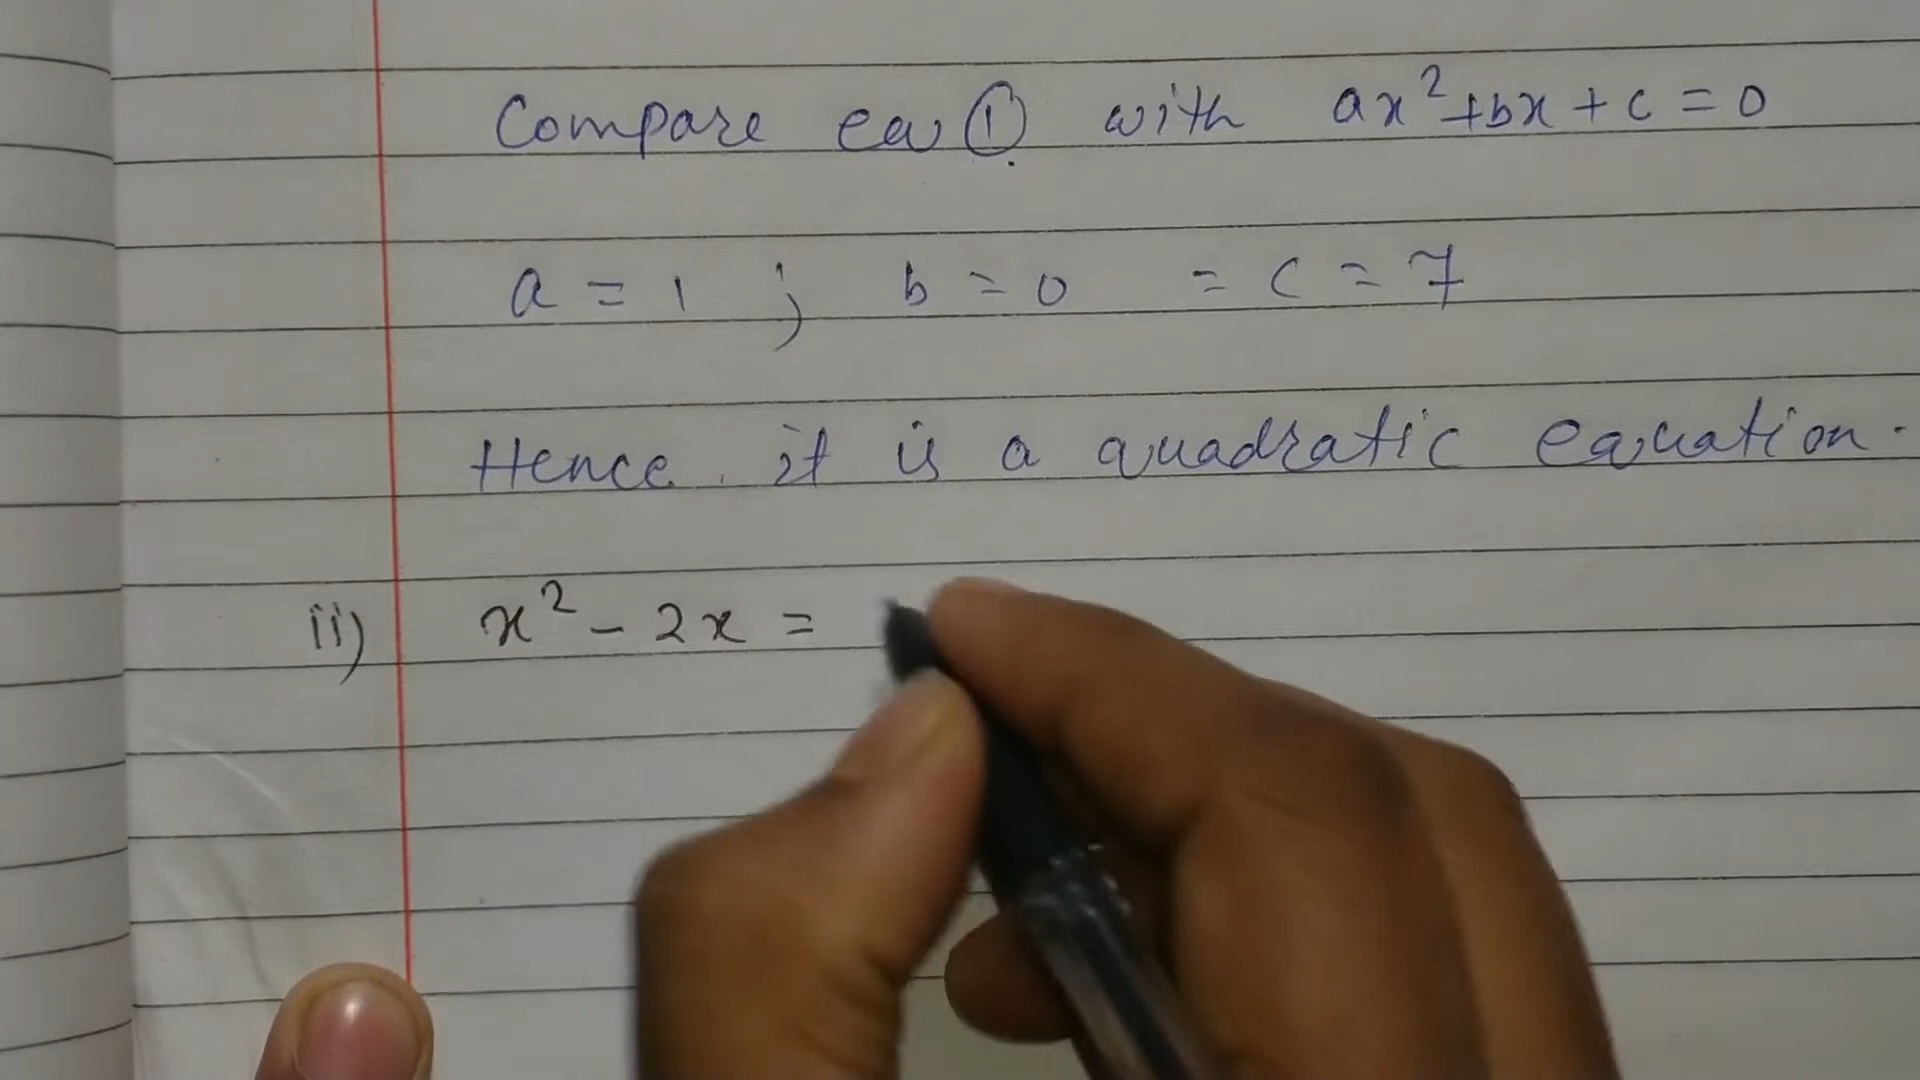 Compare eq ① with ax²+bx+c=0
a = 1 ; b = 0 = c = 7
Hence, it is a quadratic equation.
ii) x² - 2x =